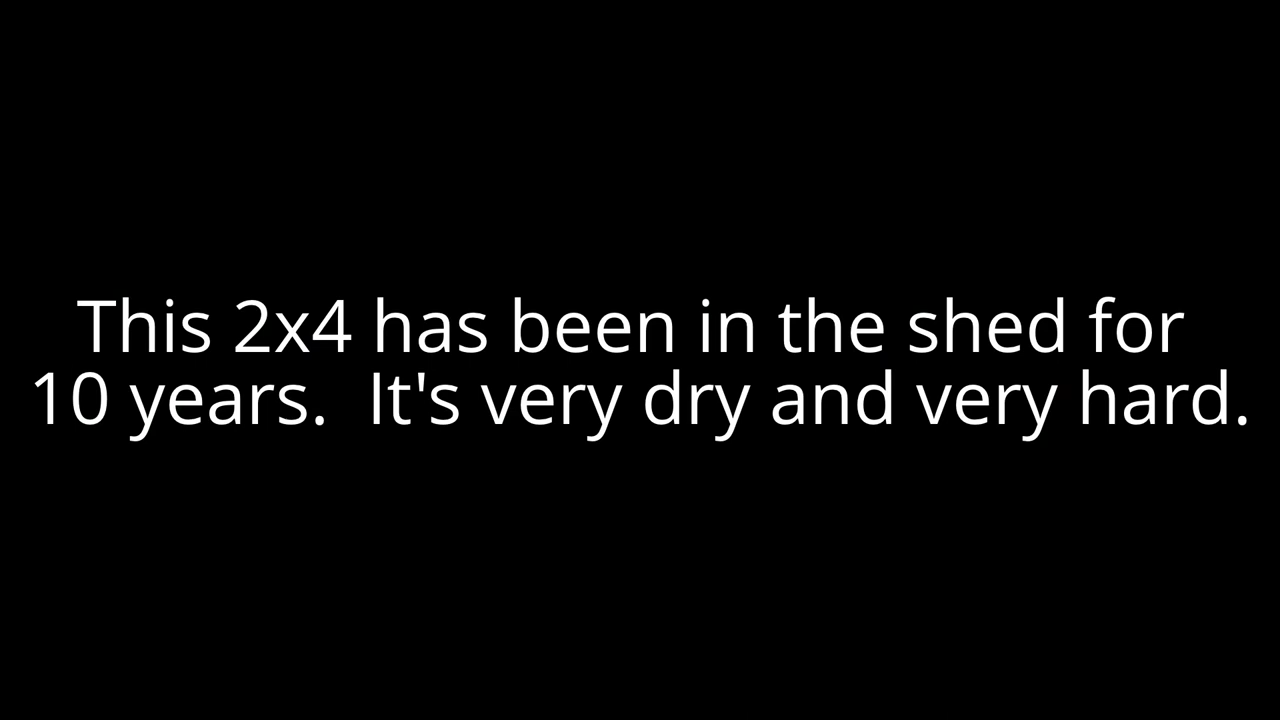 This 2x4 has been in the shed for
10 years.  It's very dry and very hard.